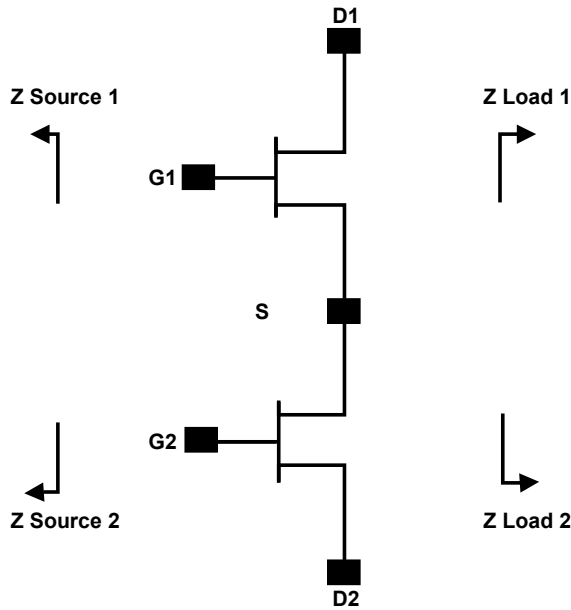 D1
Z Source 1
Z Load 1
G1
S
G2
Z Source 2
Z Load 2
D2